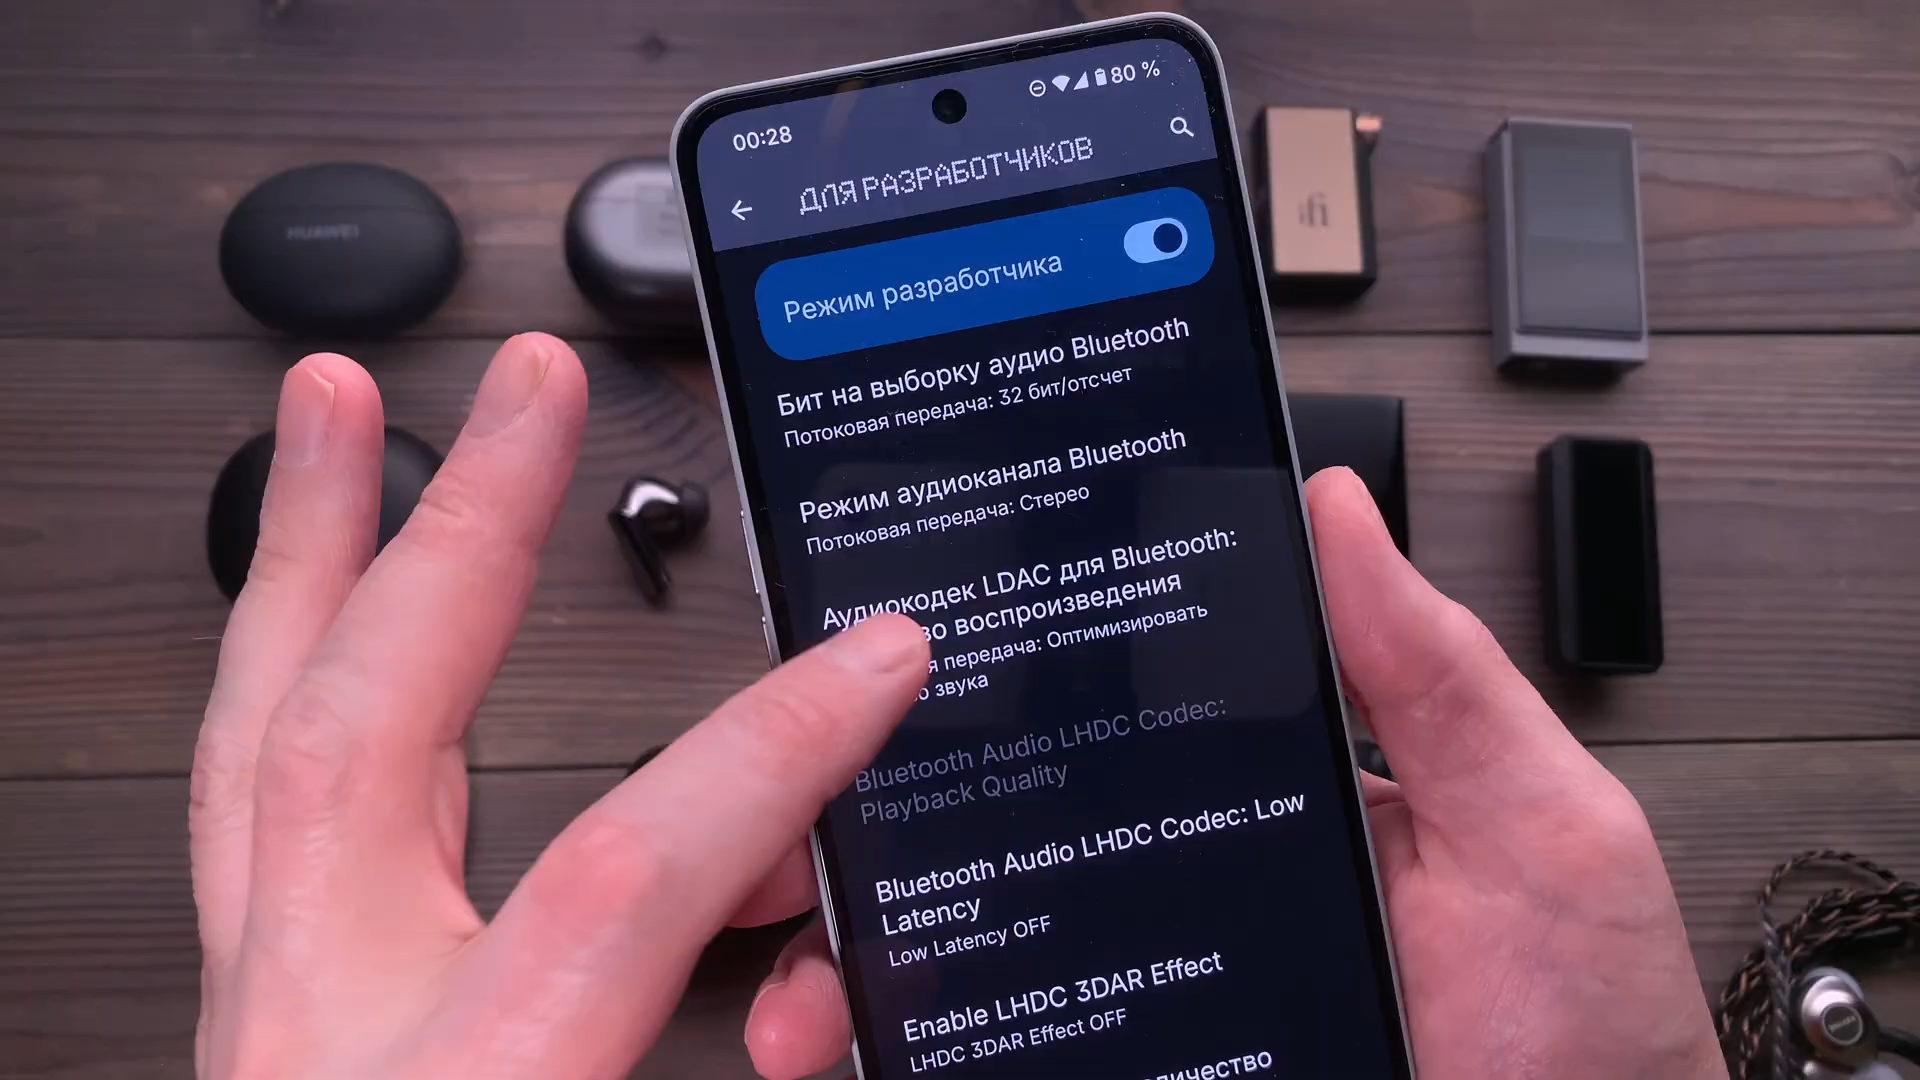 00:28
80 %
ДЛЯ РАЗРАБОТЧИКОВ
Режим разработчика
Бит на выборку аудио Bluetooth
Потоковая передача: 32 бит/отсчет
Режим аудиоканала Bluetooth
Потоковая передача: Стерео
Аудиокодек LDAC для Bluetooth:
воспроизведения
передача: Оптимизировать
звука
Bluetooth Audio LHDC Codec:
Playback Quality
Bluetooth Audio LHDC Codec: Low
Latency
Low Latency OFF
Enable LHDC 3DAR Effect
LHDC 3DAR Effect OFF
HUAWEI
ifi